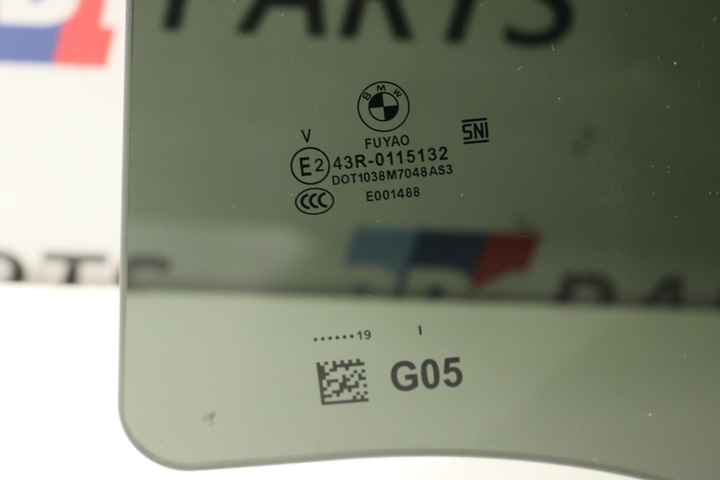 PARTS
BMW
FUYAO
SNI
V
E2 43R-0115132
DOT1038M7048AS3
CCC E001488
......19 I
G05